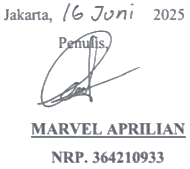 Jakarta, 16 Juni 2025
Penulis,
MARVEL APRILIAN
NRP. 364210933